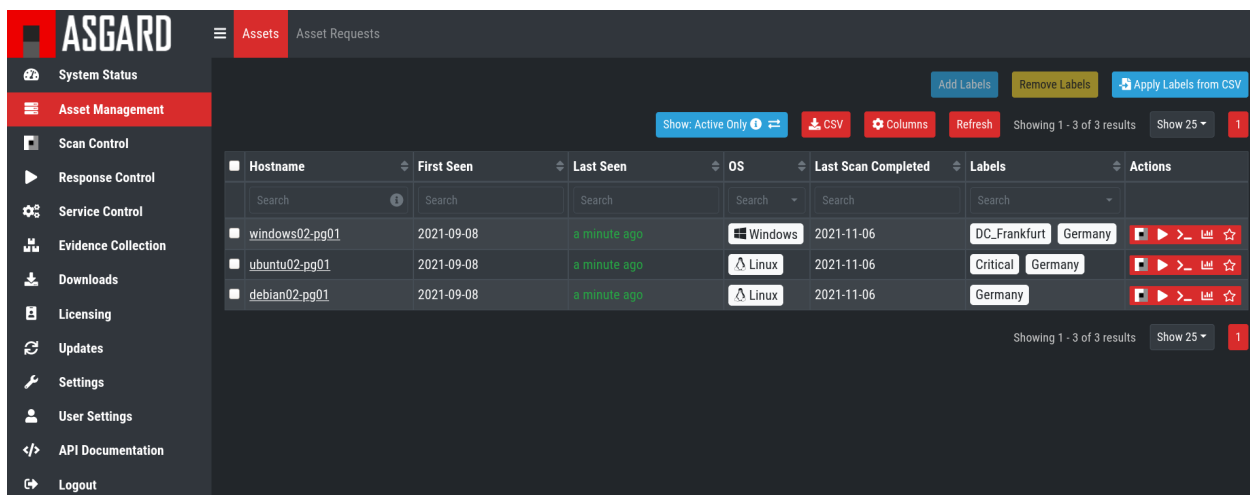 ASGARD
Assets Asset Requests
System Status
Asset Management
Scan Control
Response Control
Service Control
Evidence Collection
Downloads
Licensing
Updates
Settings
User Settings
API Documentation
Logout
Add Labels Remove Labels Apply Labels from CSV
Show: Active Only CSV Columns Refresh Showing 1 - 3 of 3 results Show 25 1
Hostname First Seen Last Seen OS Last Scan Completed Labels Actions
Search Search Search Search Search Search
windows02-pg01 2021-09-08 a minute ago Windows 2021-11-06 DC_Frankfurt Germany
ubuntu02-pg01 2021-09-08 a minute ago Linux 2021-11-06 Critical Germany
debian02-pg01 2021-09-08 a minute ago Linux 2021-11-06 Germany
Showing 1 - 3 of 3 results Show 25 1